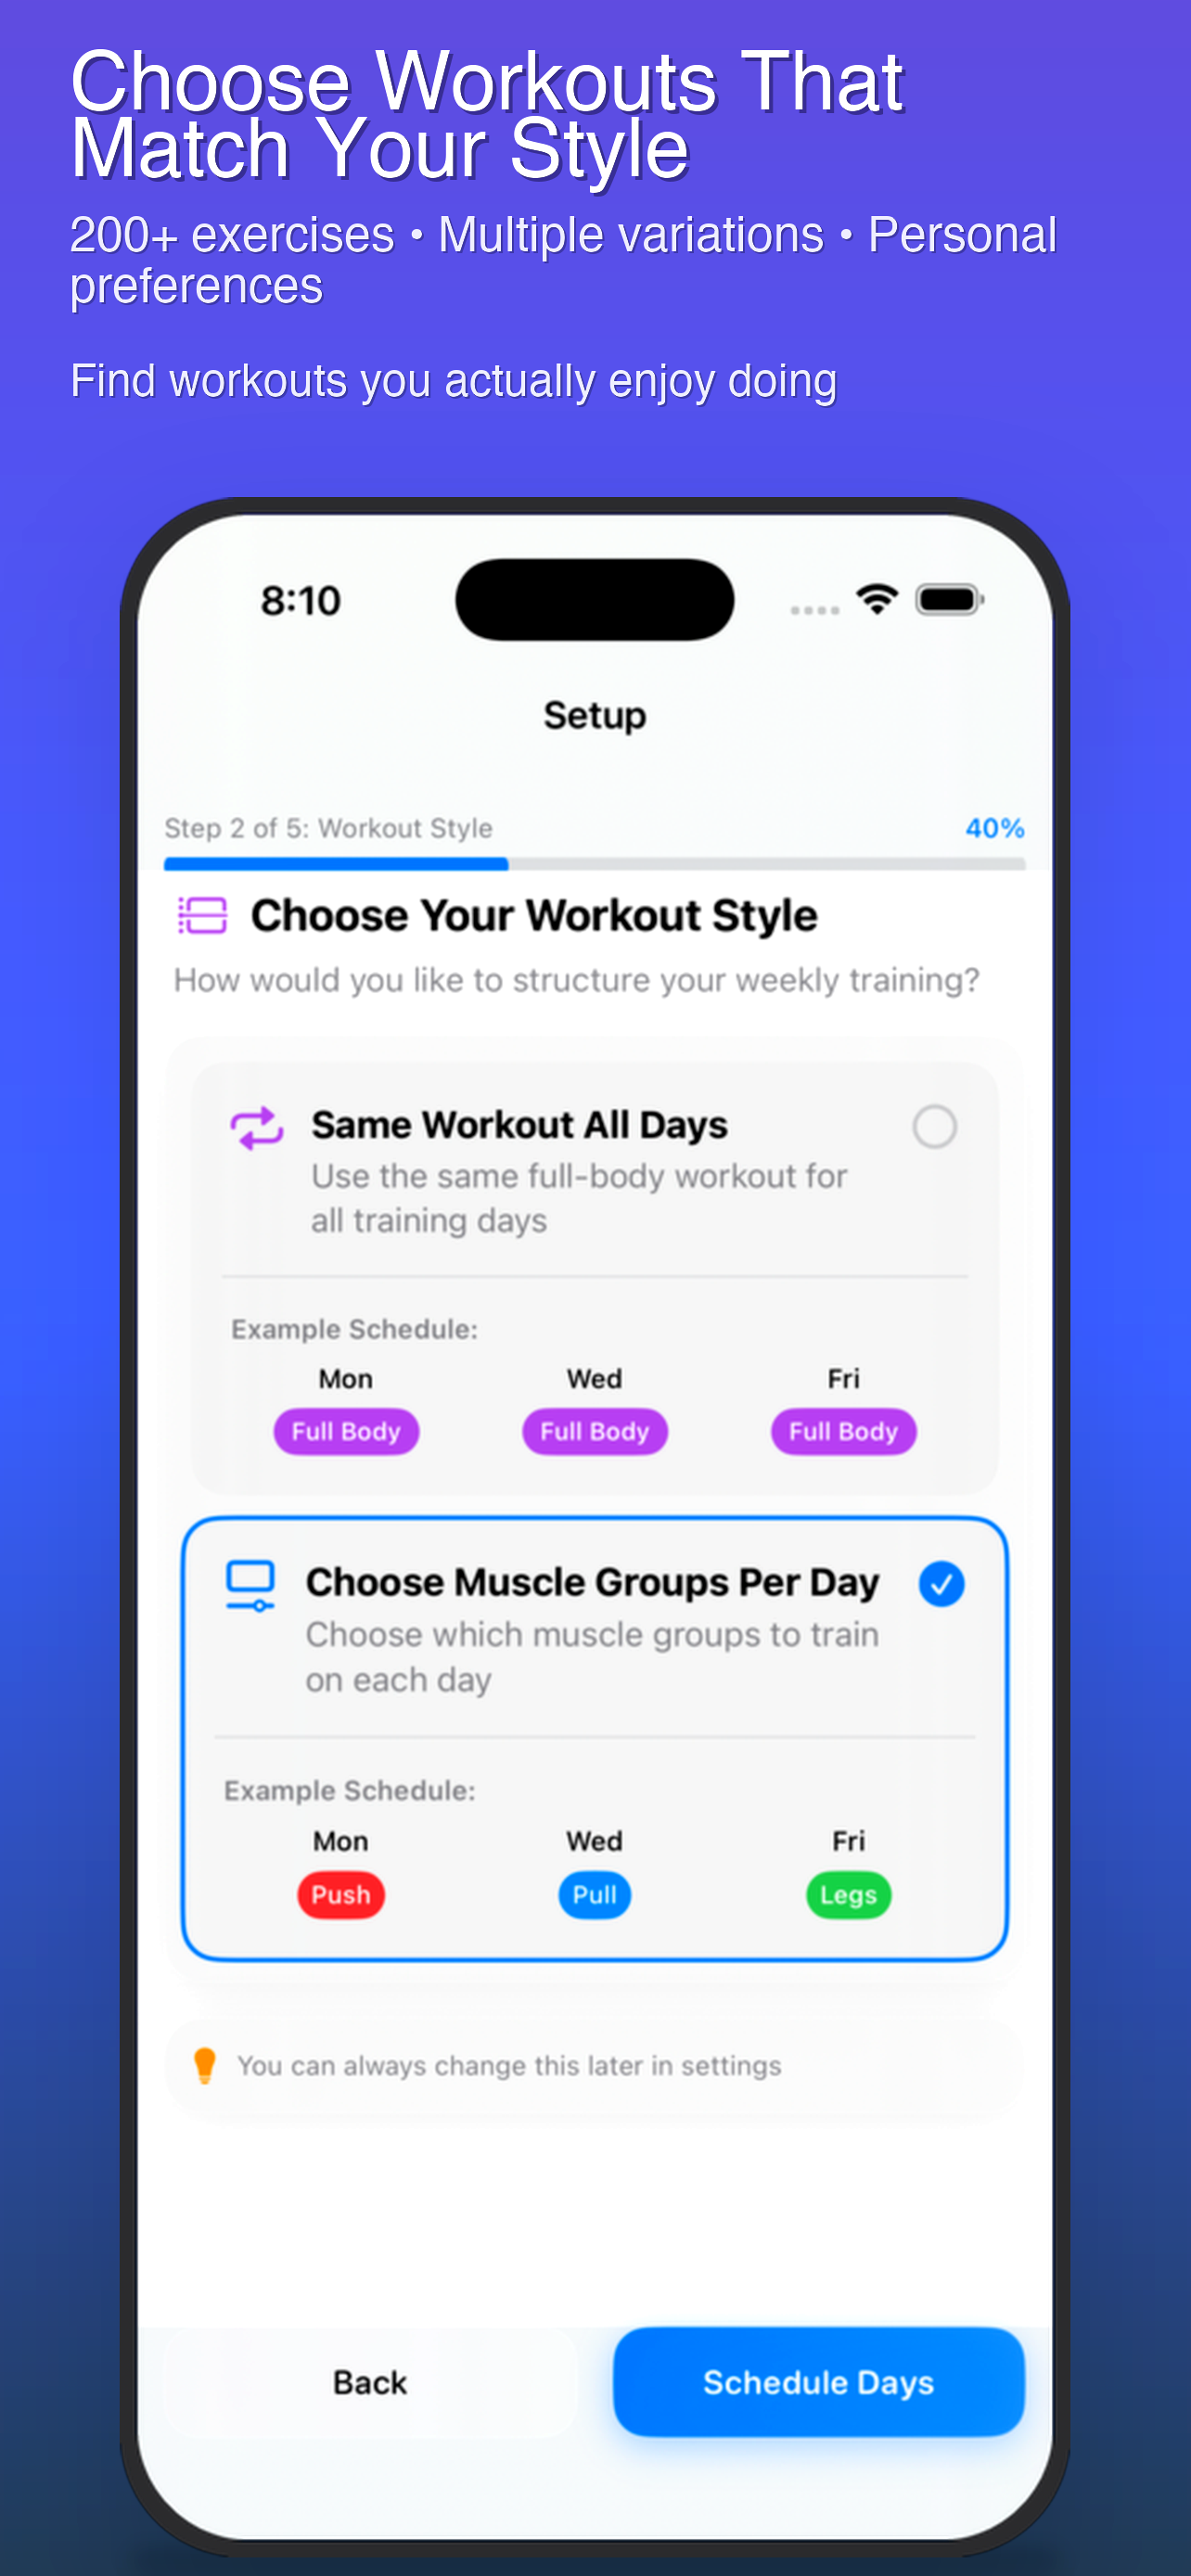 Choose Workouts That
Match Your Style
200+ exercises • Multiple variations • Personal
preferences
Find workouts you actually enjoy doing
8:10
Setup
Step 2 of 5: Workout Style
40%
Choose Your Workout Style
How would you like to structure your weekly training?
Same Workout All Days
Use the same full-body workout for
all training days
Example Schedule:
Mon Wed Fri
Full Body Full Body Full Body
Choose Muscle Groups Per Day
Choose which muscle groups to train
on each day
Example Schedule:
Mon Wed Fri
Push Pull Legs
You can always change this later in settings
Back Schedule Days